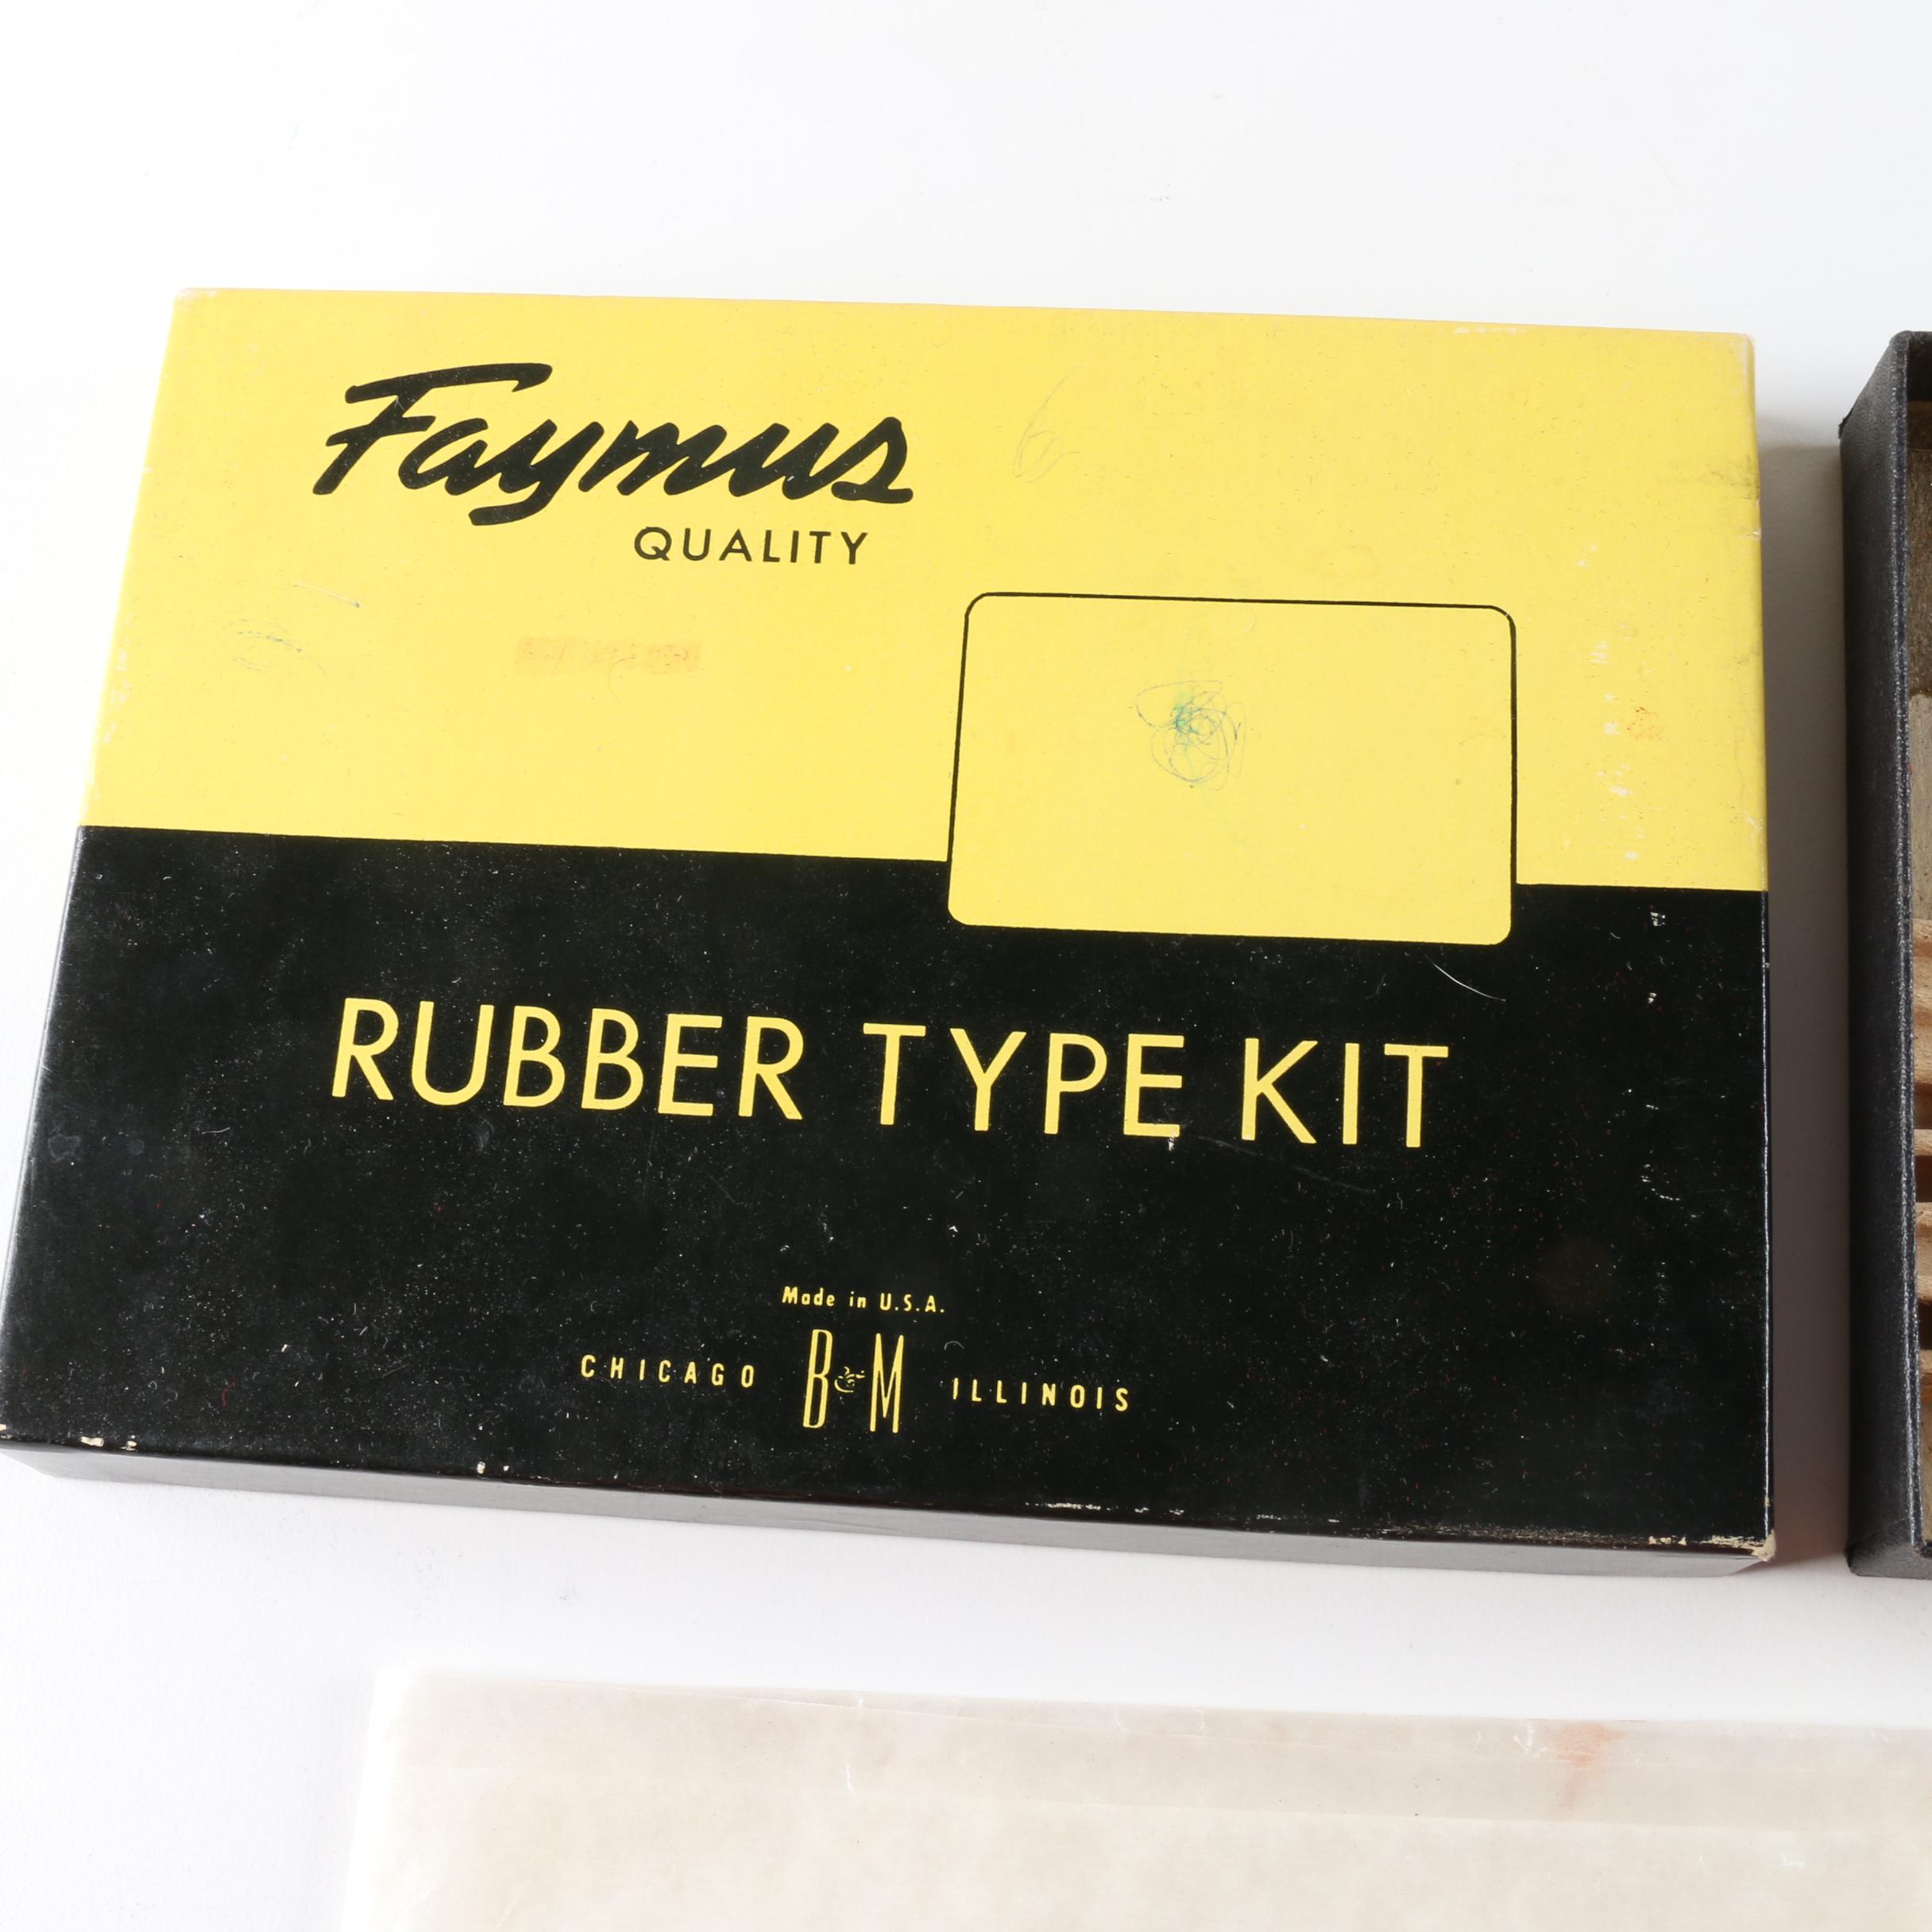 Faymus
QUALITY
RUBBER TYPE KIT
Made in U.S.A.
CHICAGO B&M ILLINOIS